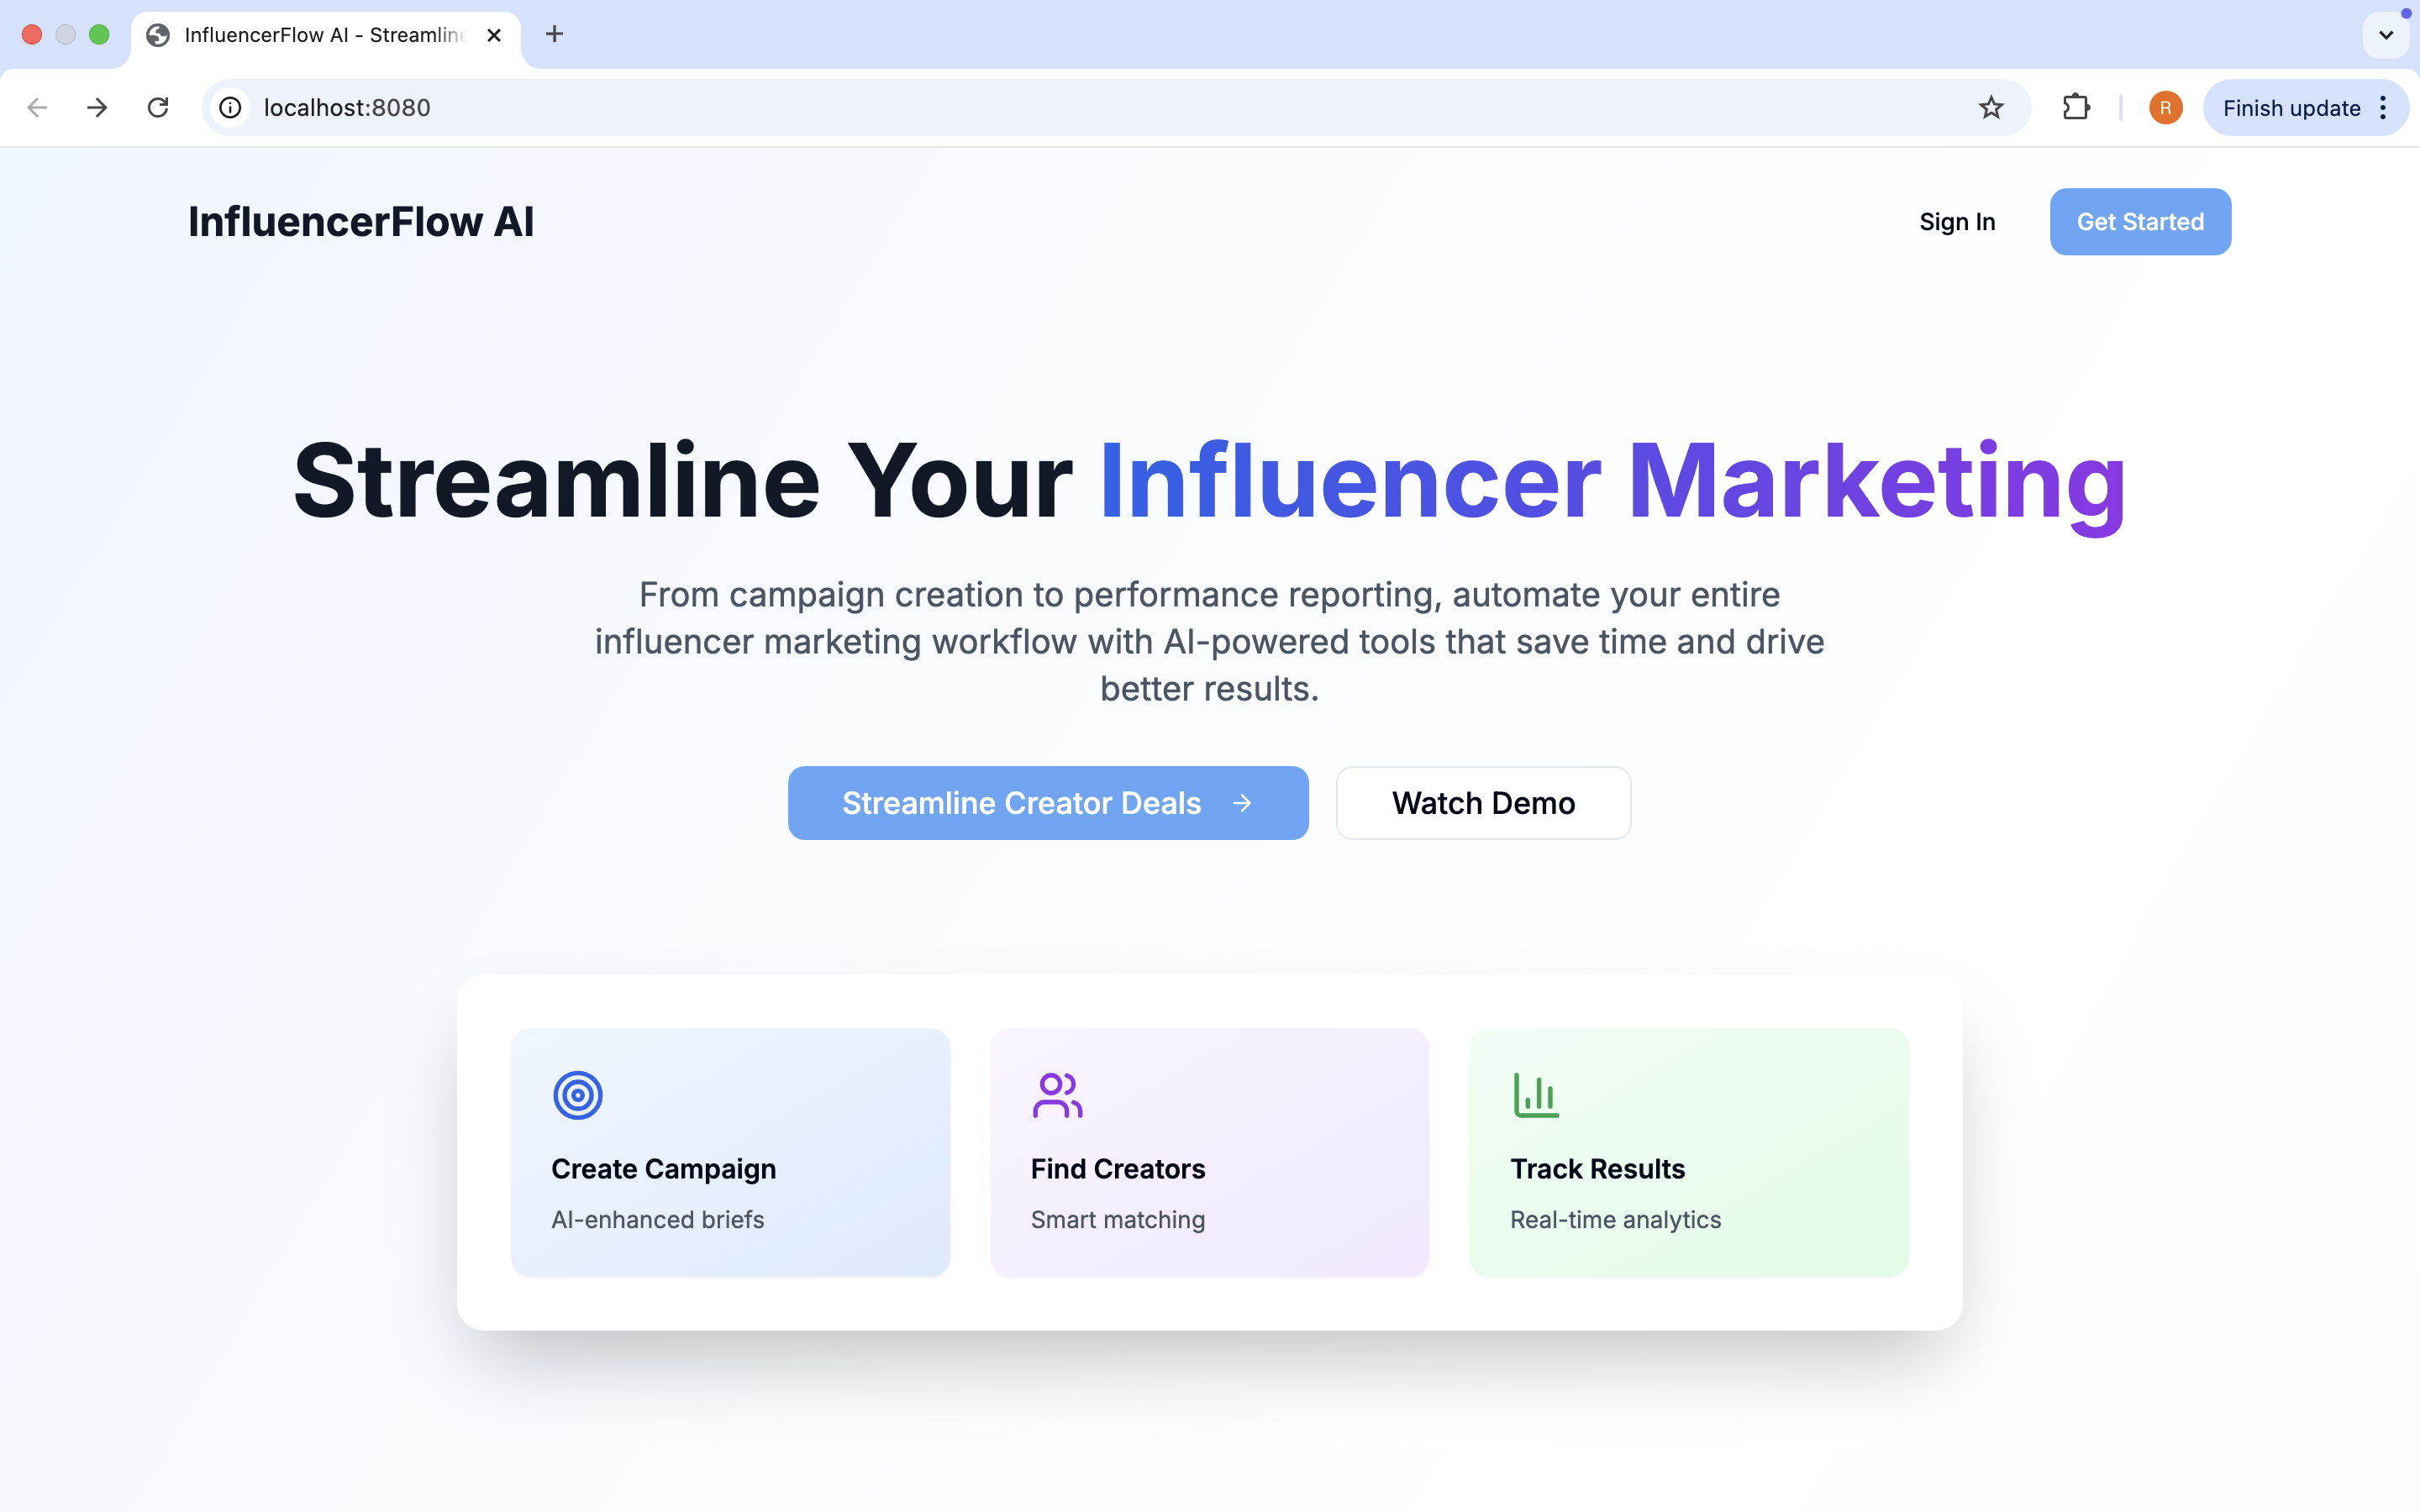 InfluencerFlow AI - Streamline
localhost:8080
R
Finish update
InfluencerFlow AI
Sign In
Get Started
Streamline Your Influencer Marketing
From campaign creation to performance reporting, automate your entire
influencer marketing workflow with AI-powered tools that save time and drive
better results.
Streamline Creator Deals →
Watch Demo
Create Campaign
AI-enhanced briefs
Find Creators
Smart matching
Track Results
Real-time analytics